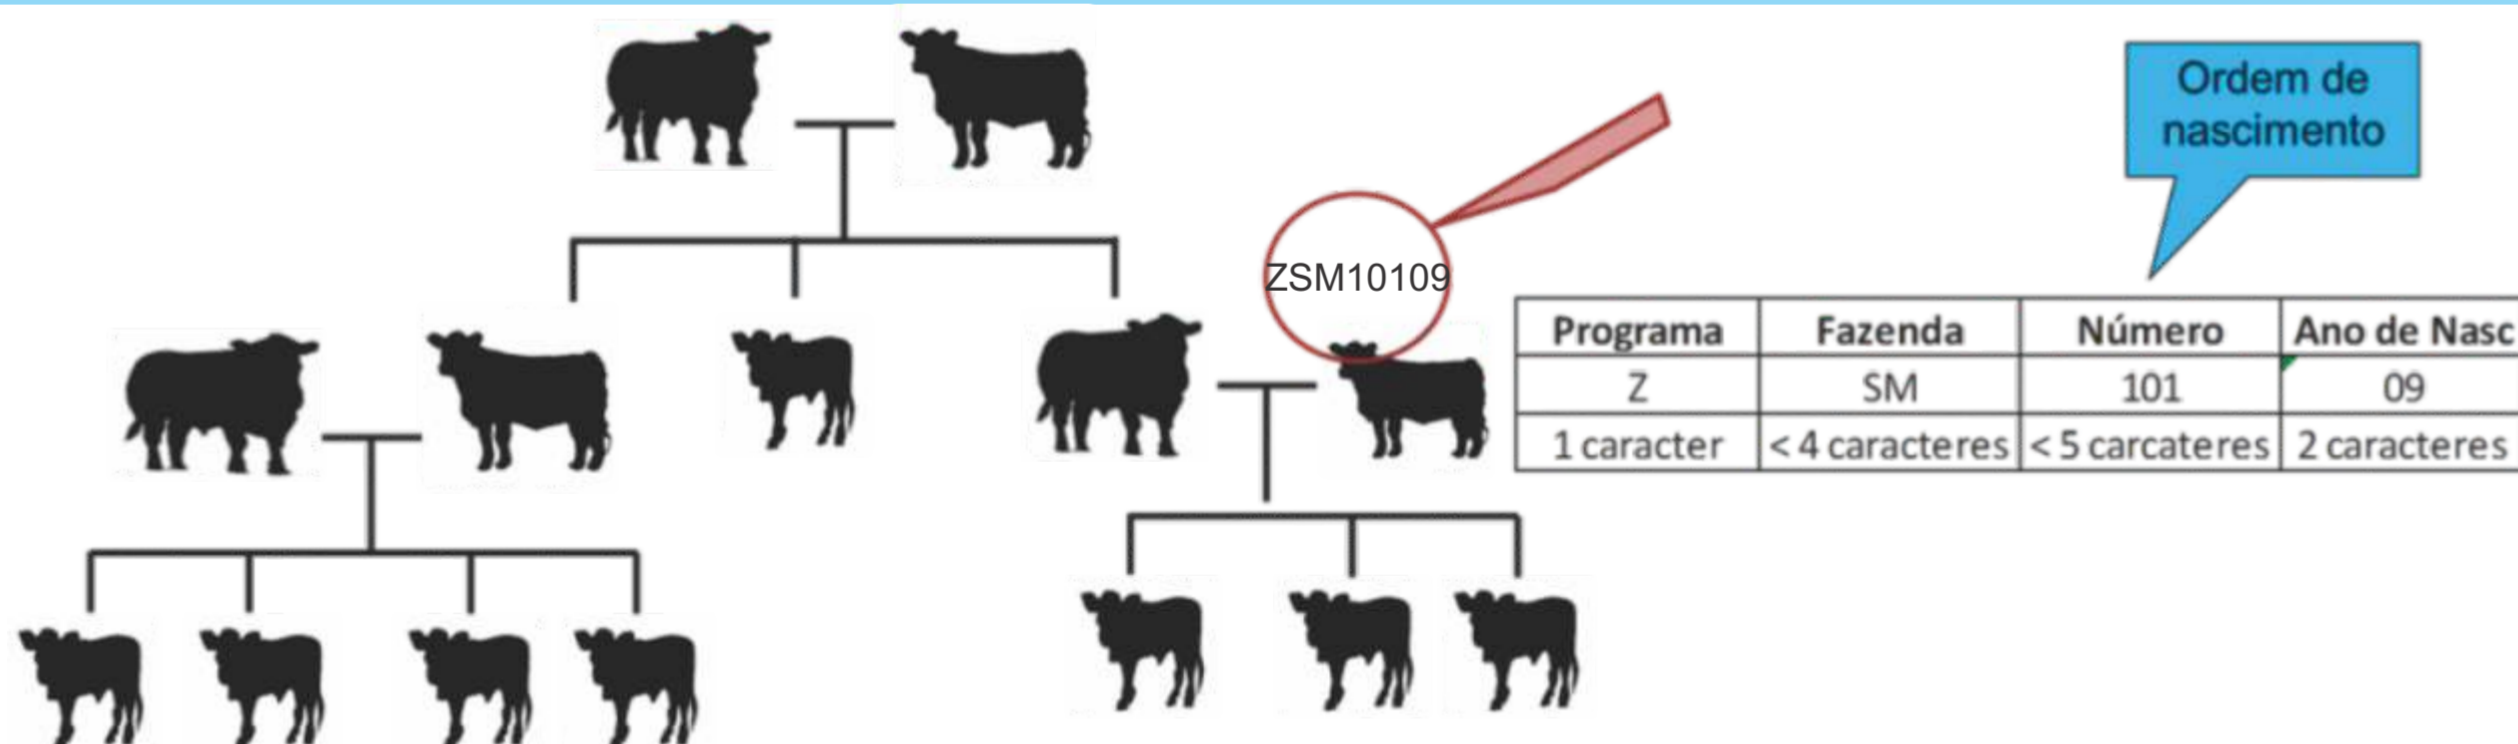 Ordem de
nascimento
ZSM10109
Programa Fazenda Número Ano de Nasc
Z SM 101 09
1 caracter < 4 caracteres < 5 carcateres 2 caracteres